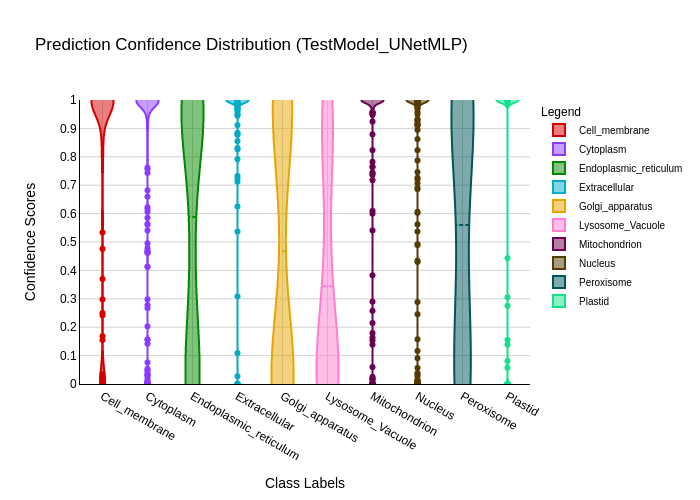 Prediction Confidence Distribution (TestModel_UNetMLP)
Legend
Cell_membrane
Cytoplasm
Endoplasmic_reticulum
Extracellular
Golgi_apparatus
Lysosome_Vacuole
Mitochondrion
Nucleus
Peroxisome
Plastid
Confidence Scores
1
0.9
0.8
0.7
0.6
0.5
0.4
0.3
0.2
0.1
0
Cell_membrane
Cytoplasm
Endoplasmic_reticulum
Extracellular
Golgi_apparatus
Lysosome_Vacuole
Mitochondrion
Nucleus
Peroxisome
Plastid
Class Labels